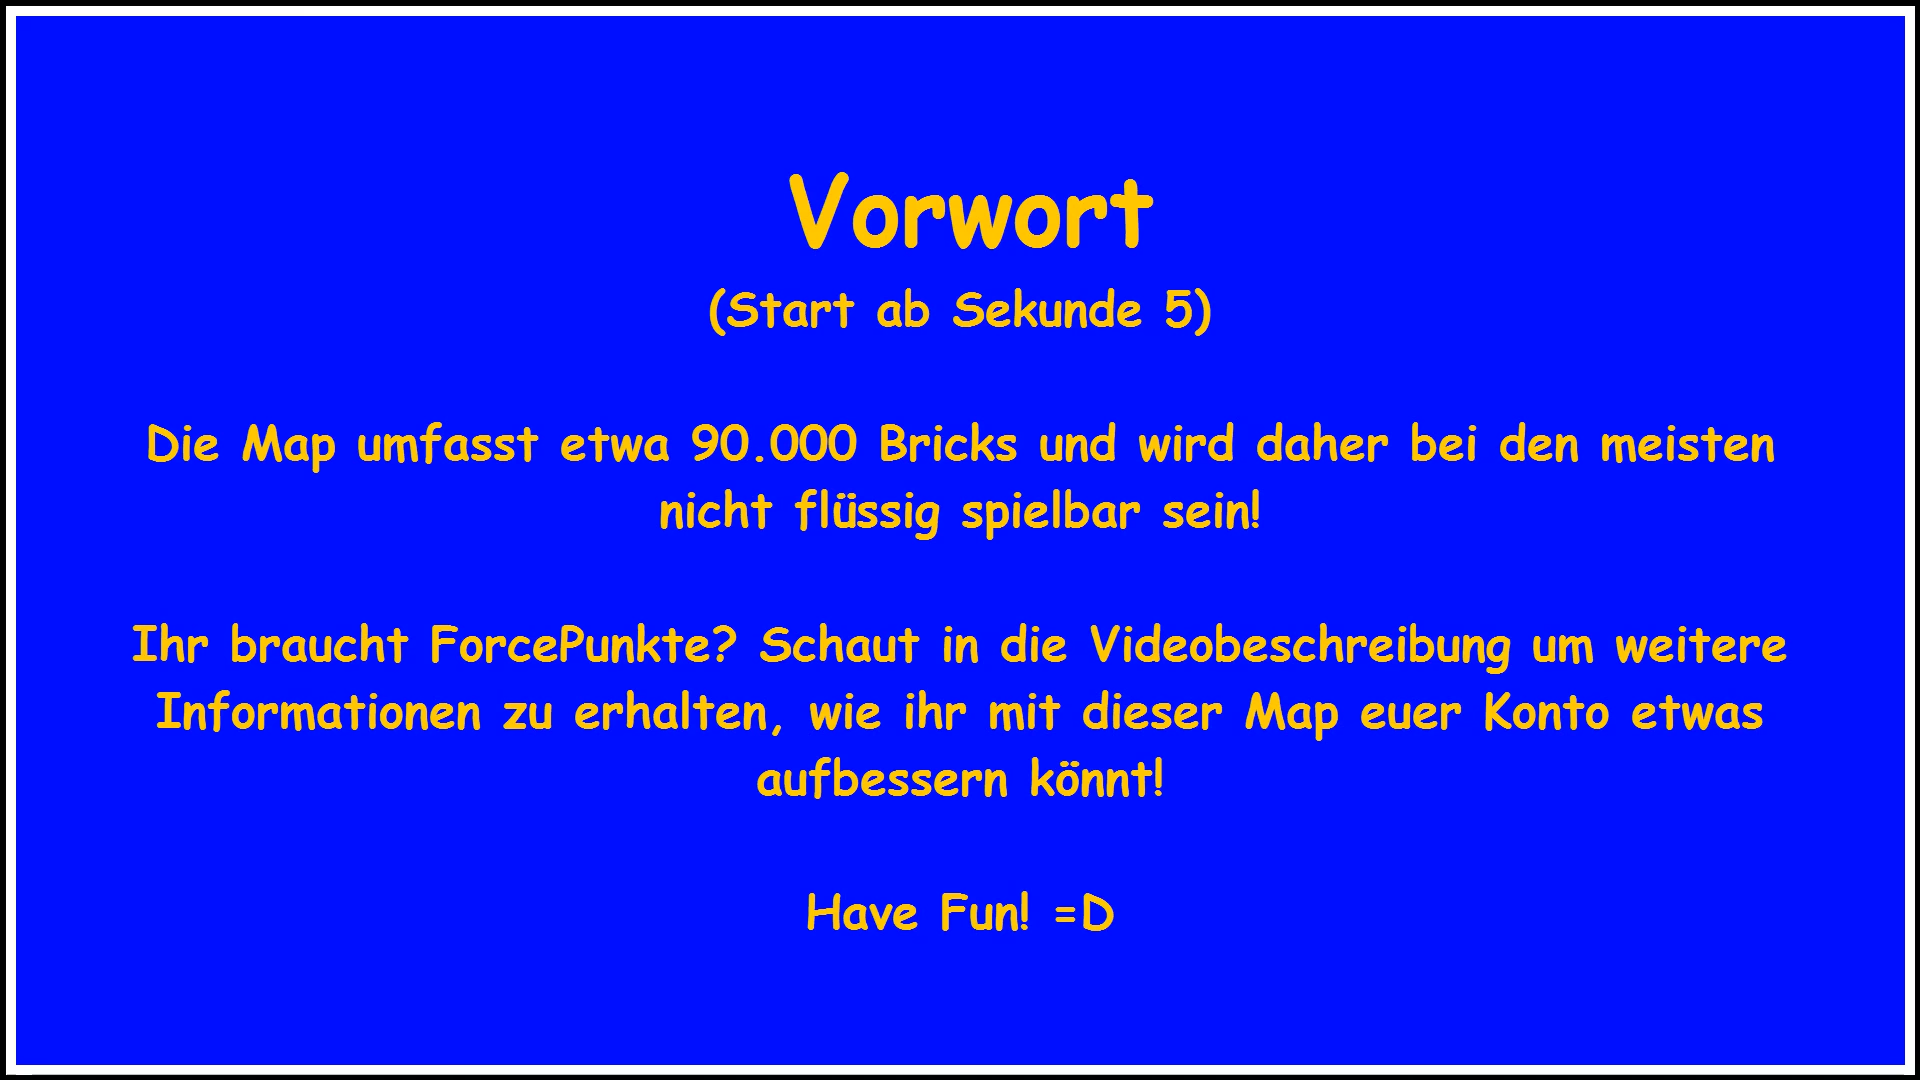 Vorwort
(Start ab Sekunde 5)
Die Map umfasst etwa 90.000 Bricks und wird daher bei den meisten
nicht flüssig spielbar sein!
Ihr braucht ForcePunkte? Schaut in die Videobeschreibung um weitere
Informationen zu erhalten, wie ihr mit dieser Map euer Konto etwas
aufbessern könnt!
Have Fun! =D